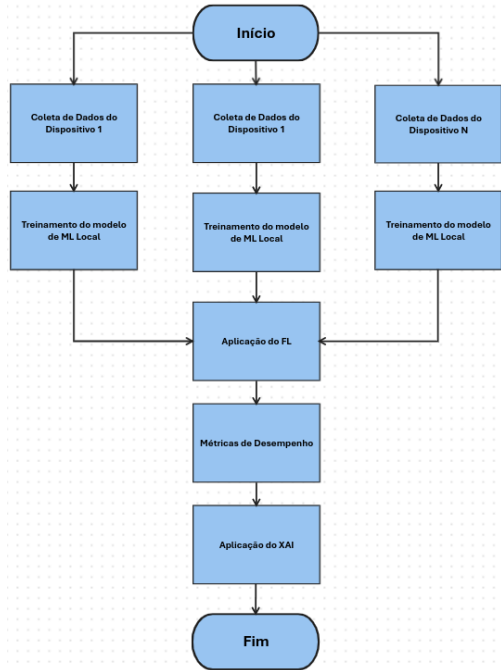 Início
Coleta de Dados do
Dispositivo 1
Coleta de Dados do
Dispositivo 1
Coleta de Dados do
Dispositivo N
Treinamento do modelo
de ML Local
Treinamento do modelo
de ML Local
Treinamento do modelo
de ML Local
Aplicação do FL
Métricas de Desempenho
Aplicação do XAI
Fim